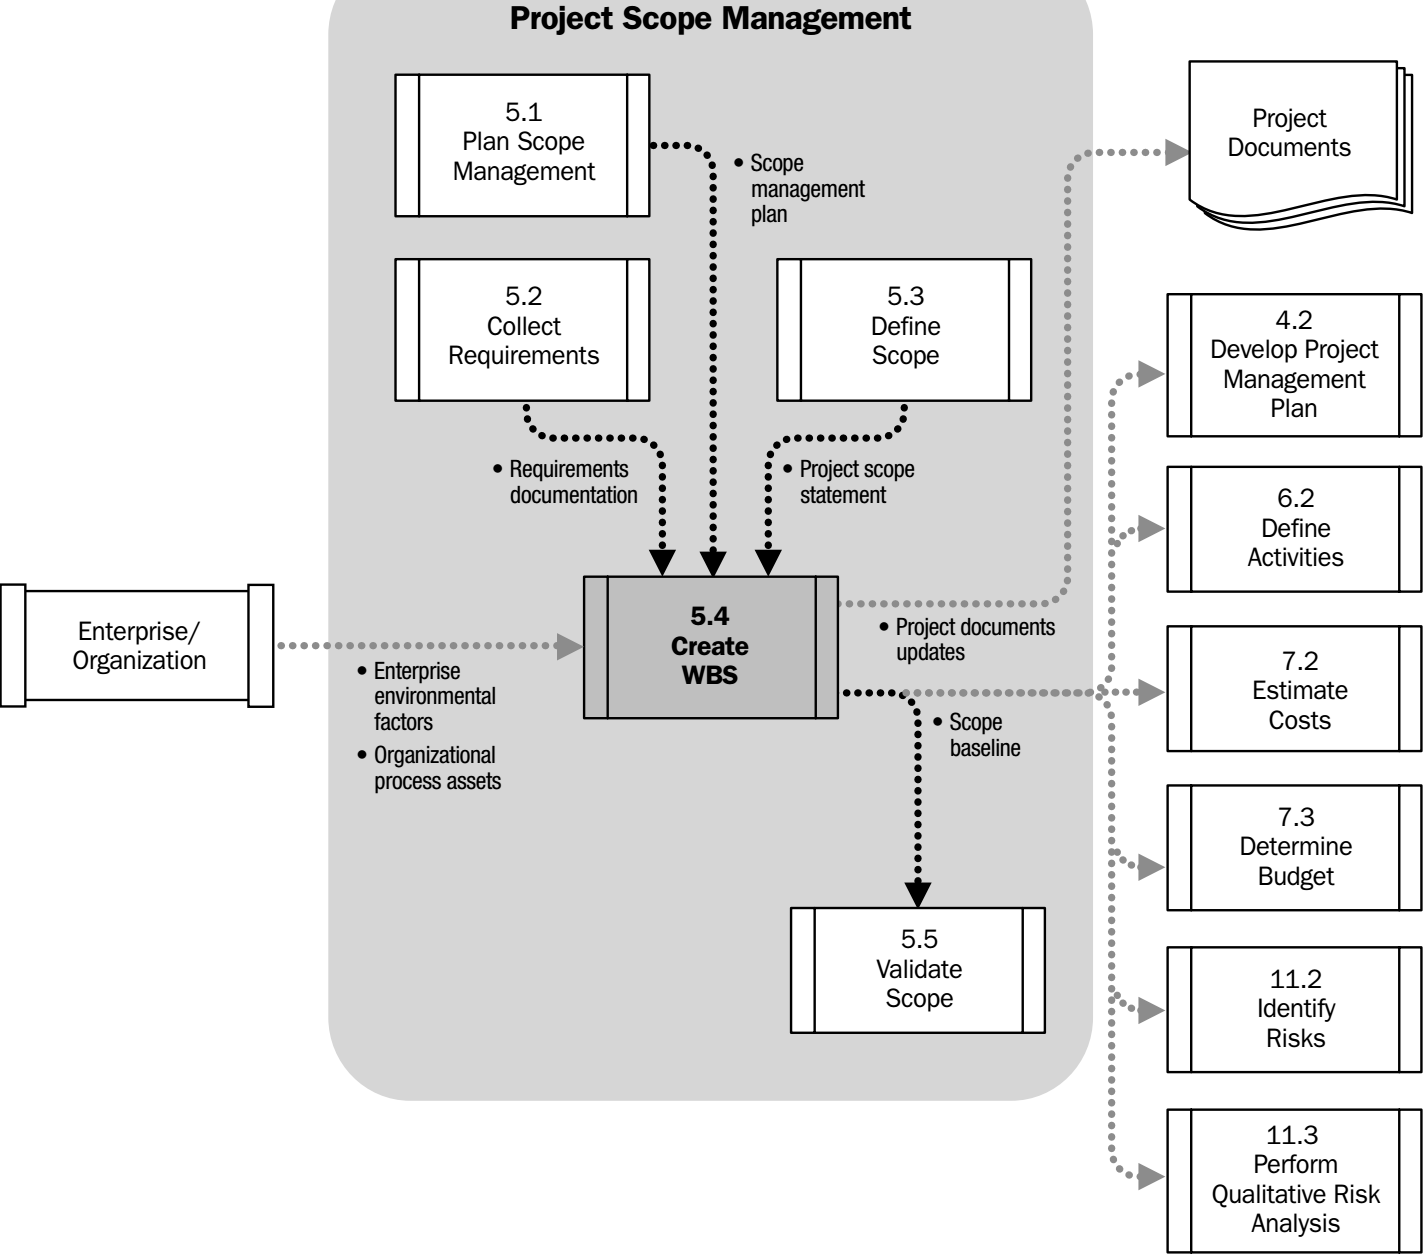 Project Scope Management
5.1
Plan Scope
Management
• Scope
management
plan
Project
Documents
5.2
Collect
Requirements
5.3
Define
Scope
4.2
Develop Project
Management
Plan
• Requirements
documentation
• Project scope
statement
6.2
Define
Activities
Enterprise/
Organization
• Enterprise
environmental
factors
• Organizational
process assets
5.4
Create
WBS
• Project documents
updates
• Scope
baseline
7.2
Estimate
Costs
7.3
Determine
Budget
5.5
Validate
Scope
11.2
Identify
Risks
11.3
Perform
Qualitative Risk
Analysis